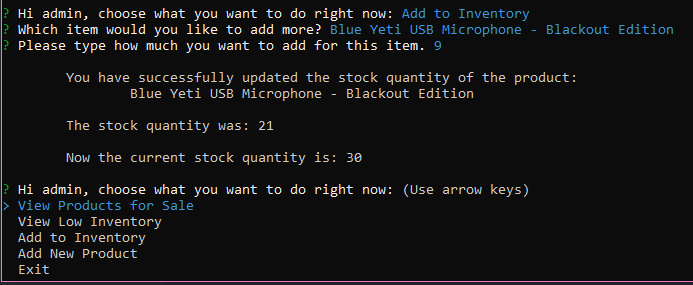 ? Hi admin, choose what you want to do right now: Add to Inventory
? Which item would you like to add more? Blue Yeti USB Microphone - Blackout Edition
? Please type how much you want to add for this item. 9
You have successfully updated the stock quantity of the product:
Blue Yeti USB Microphone - Blackout Edition
The stock quantity was: 21
Now the current stock quantity is: 30
? Hi admin, choose what you want to do right now: (Use arrow keys)
> View Products for Sale
View Low Inventory
Add to Inventory
Add New Product
Exit